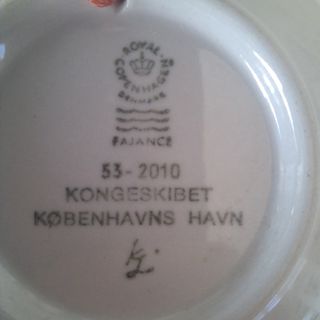 ROYAL
COPENHAGEN
DENMARK
FAJANCE
53-2010
KONGESKIBET
KØBENHAVNS HAVN